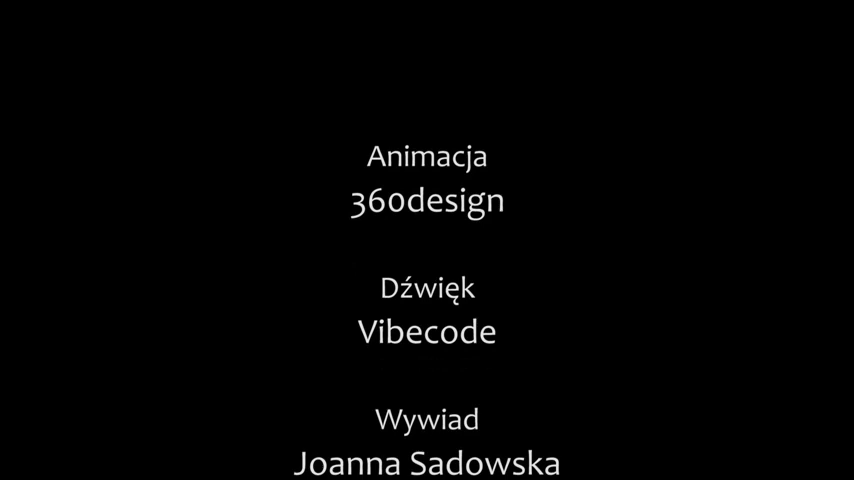 Animacja
360design
Dźwięk
Vibecode
Wywiad
Joanna Sadowska